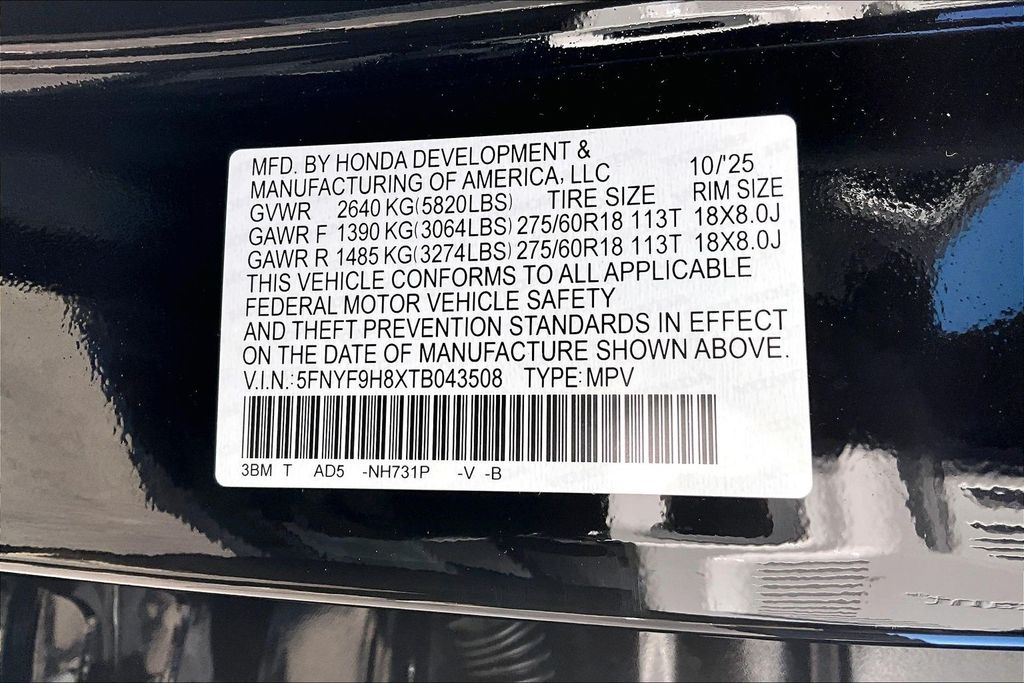 MFD. BY HONDA DEVELOPMENT &
MANUFACTURING OF AMERICA, LLC 10/'25
GVWR 2640 KG(5820LBS) TIRE SIZE RIM SIZE
GAWR F 1390 KG(3064LBS) 275/60R18 113T 18X8.0J
GAWR R 1485 KG(3274LBS) 275/60R18 113T 18X8.0J
THIS VEHICLE CONFORMS TO ALL APPLICABLE
FEDERAL MOTOR VEHICLE SAFETY
AND THEFT PREVENTION STANDARDS IN EFFECT
ON THE DATE OF MANUFACTURE SHOWN ABOVE.
V.I.N.: 5FNYF9H8XTB043508 TYPE: MPV
3BM T AD5 -NH731P -V -B